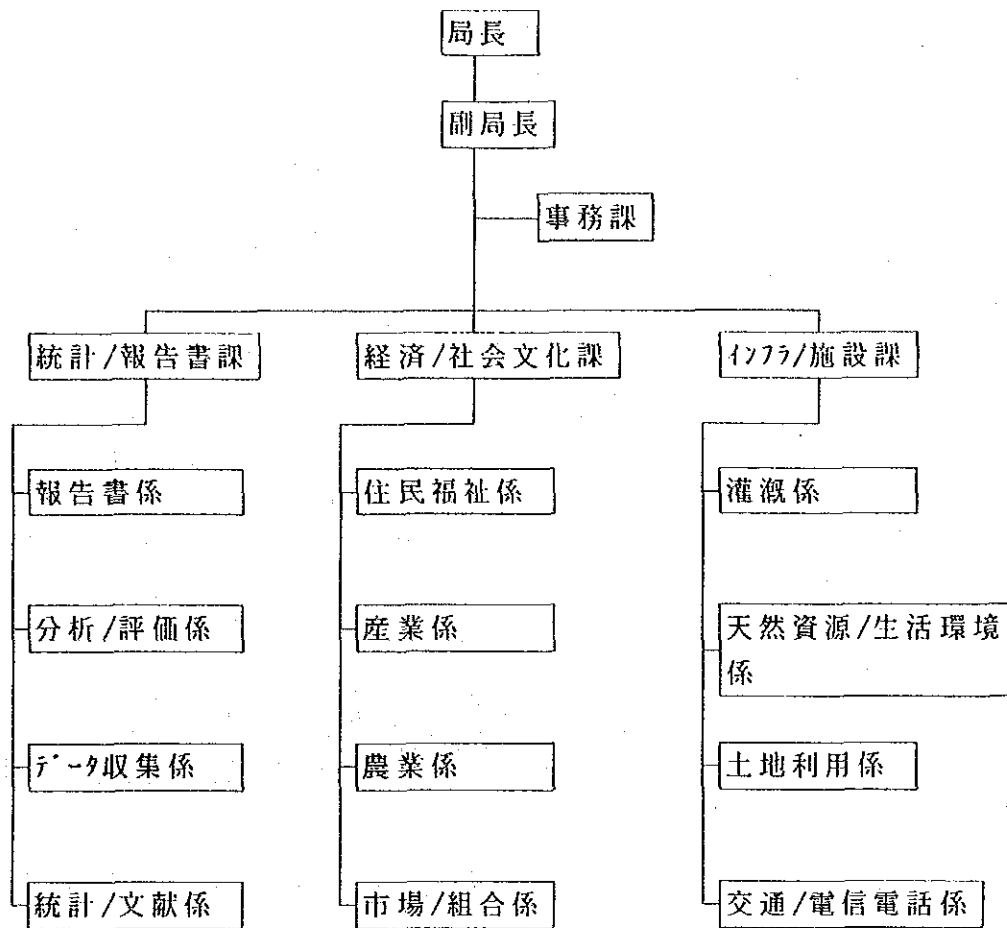 局長
副局長
事務課
統計/報告書課
経済/社会文化課
ｲﾝﾌﾗ/施設課
報告書係
住民福祉係
灌漑係
分析/評価係
産業係
天然資源/生活環境
係
ﾃﾞｰﾀ収集係
農業係
土地利用係
統計/文献係
市場/組合係
交通/電信電話係